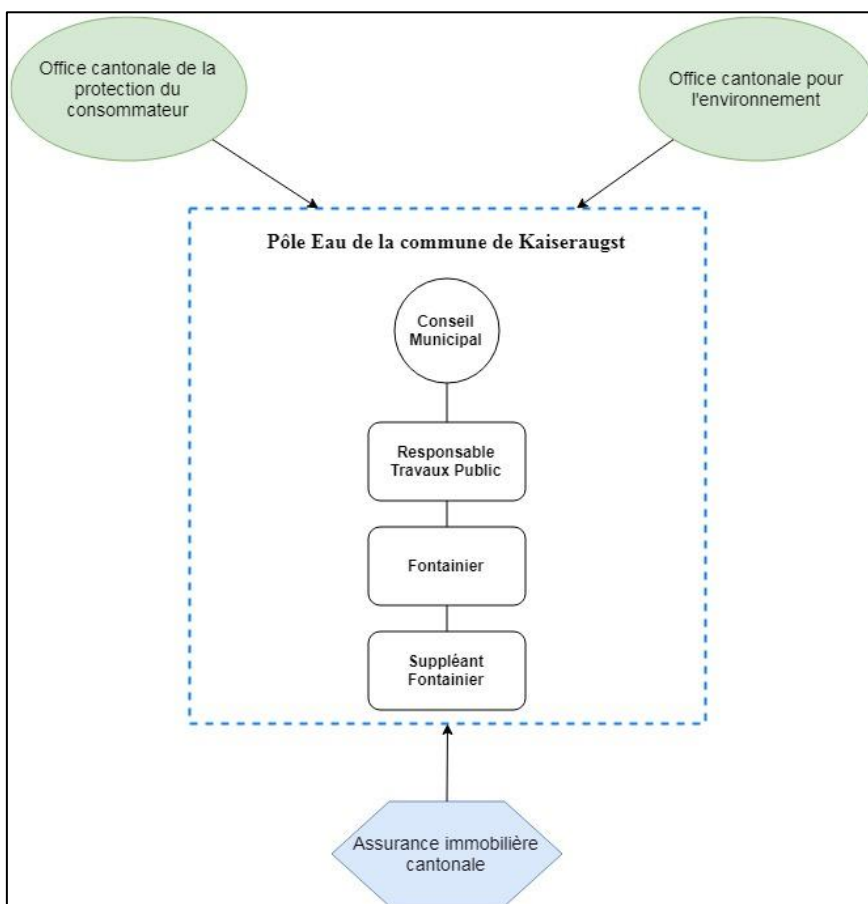 Office cantonale de la
protection du
consommateur
Office cantonale pour
l'environnement
Pôle Eau de la commune de Kaiseraugst
Conseil
Municipal
Responsable
Travaux Public
Fontainier
Suppléant
Fontainier
Assurance immobilière
cantonale